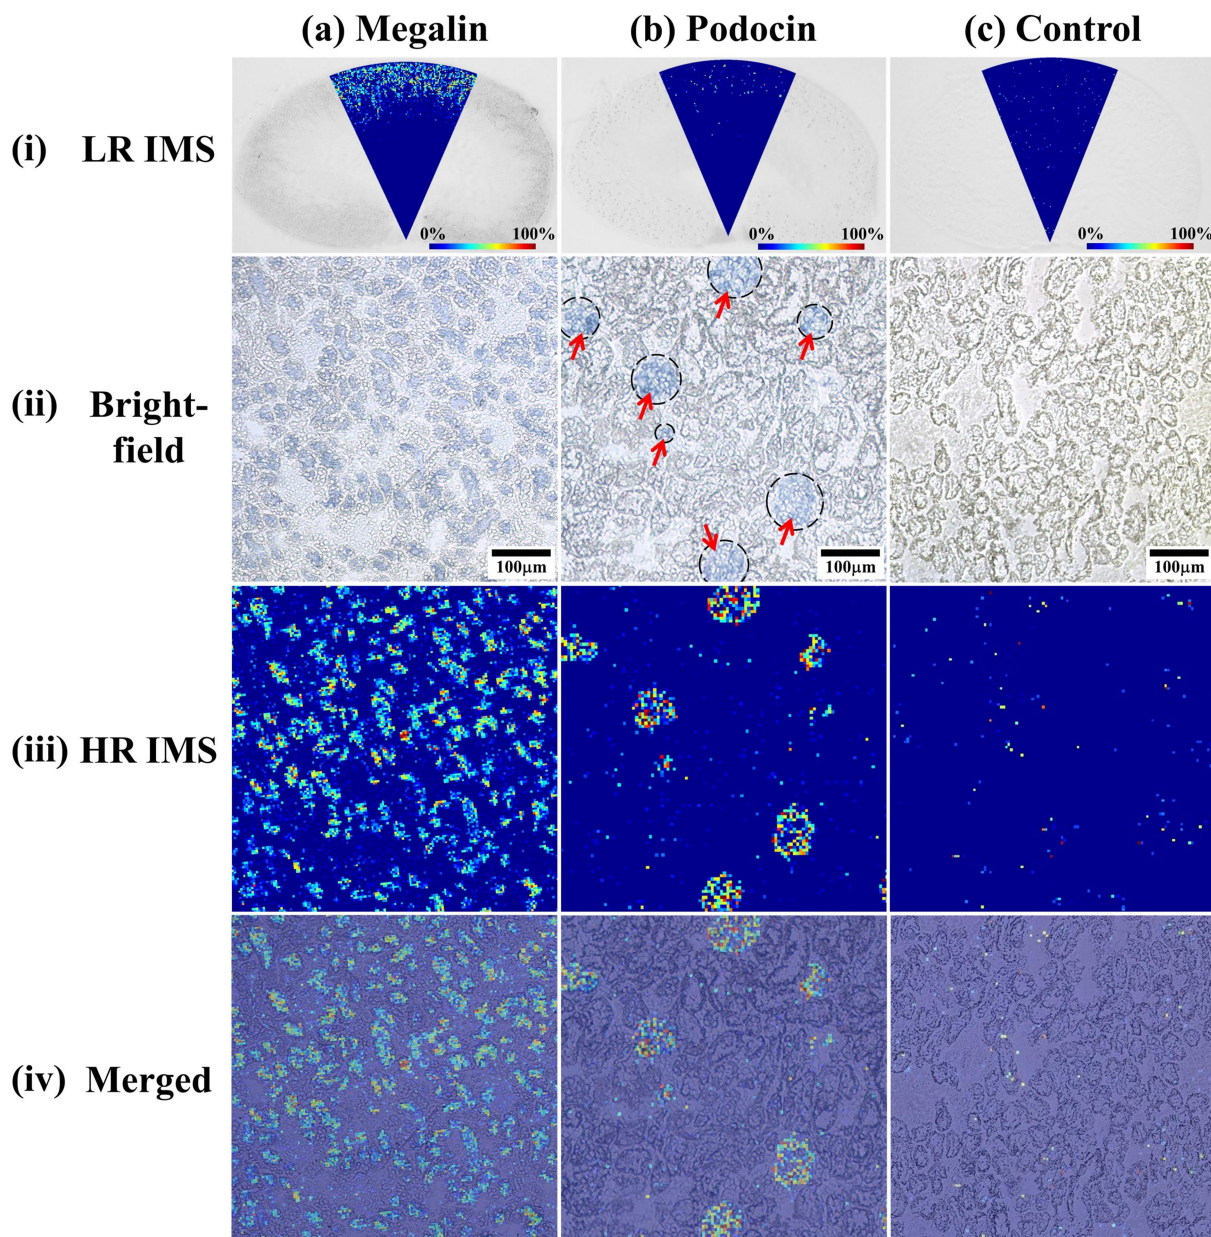 (a) Megalin
(b) Podocin
(c) Control
(i) LR IMS
0% 100%
0% 100%
0% 100%
(ii) Bright-
field
100μm
100μm
100μm
(iii) HR IMS
(iv) Merged